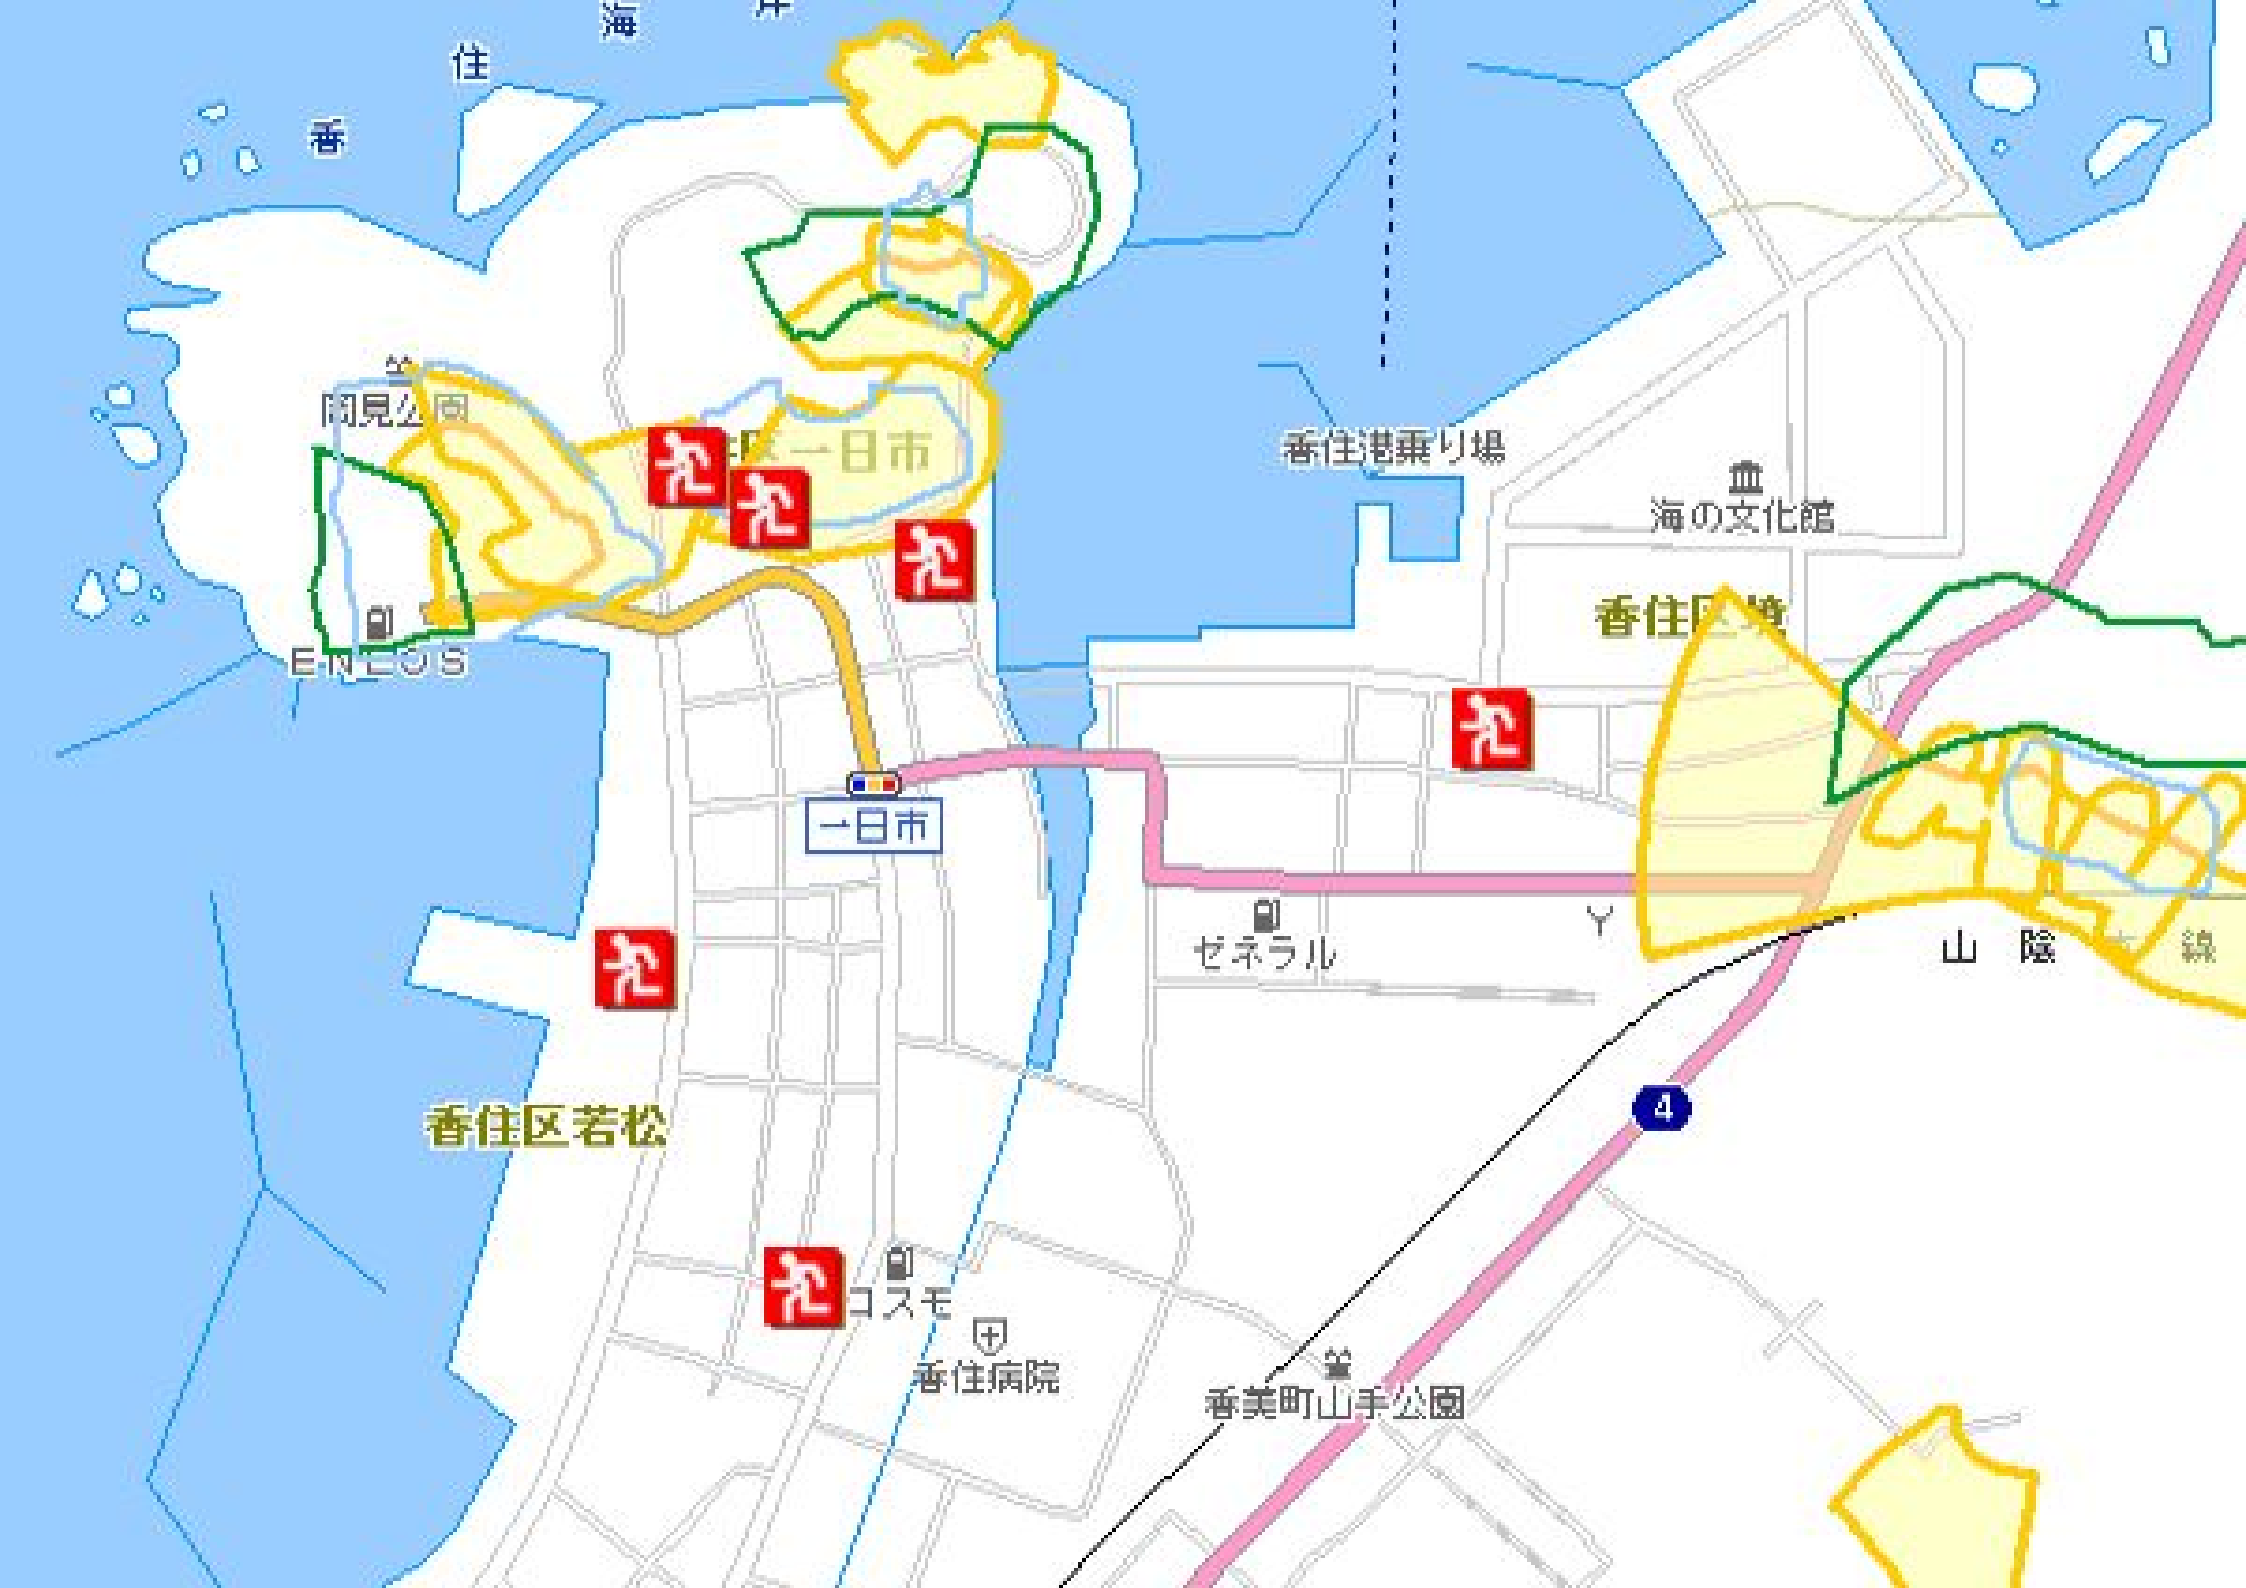 海
住
香
岡見公園
住区一日市
香住港乗り場
海の文化館
香住区境
ENEOS
一日市
ゼネラル
山陰本線
4
香住区若松
コスモ
香住病院
香美町山手公園